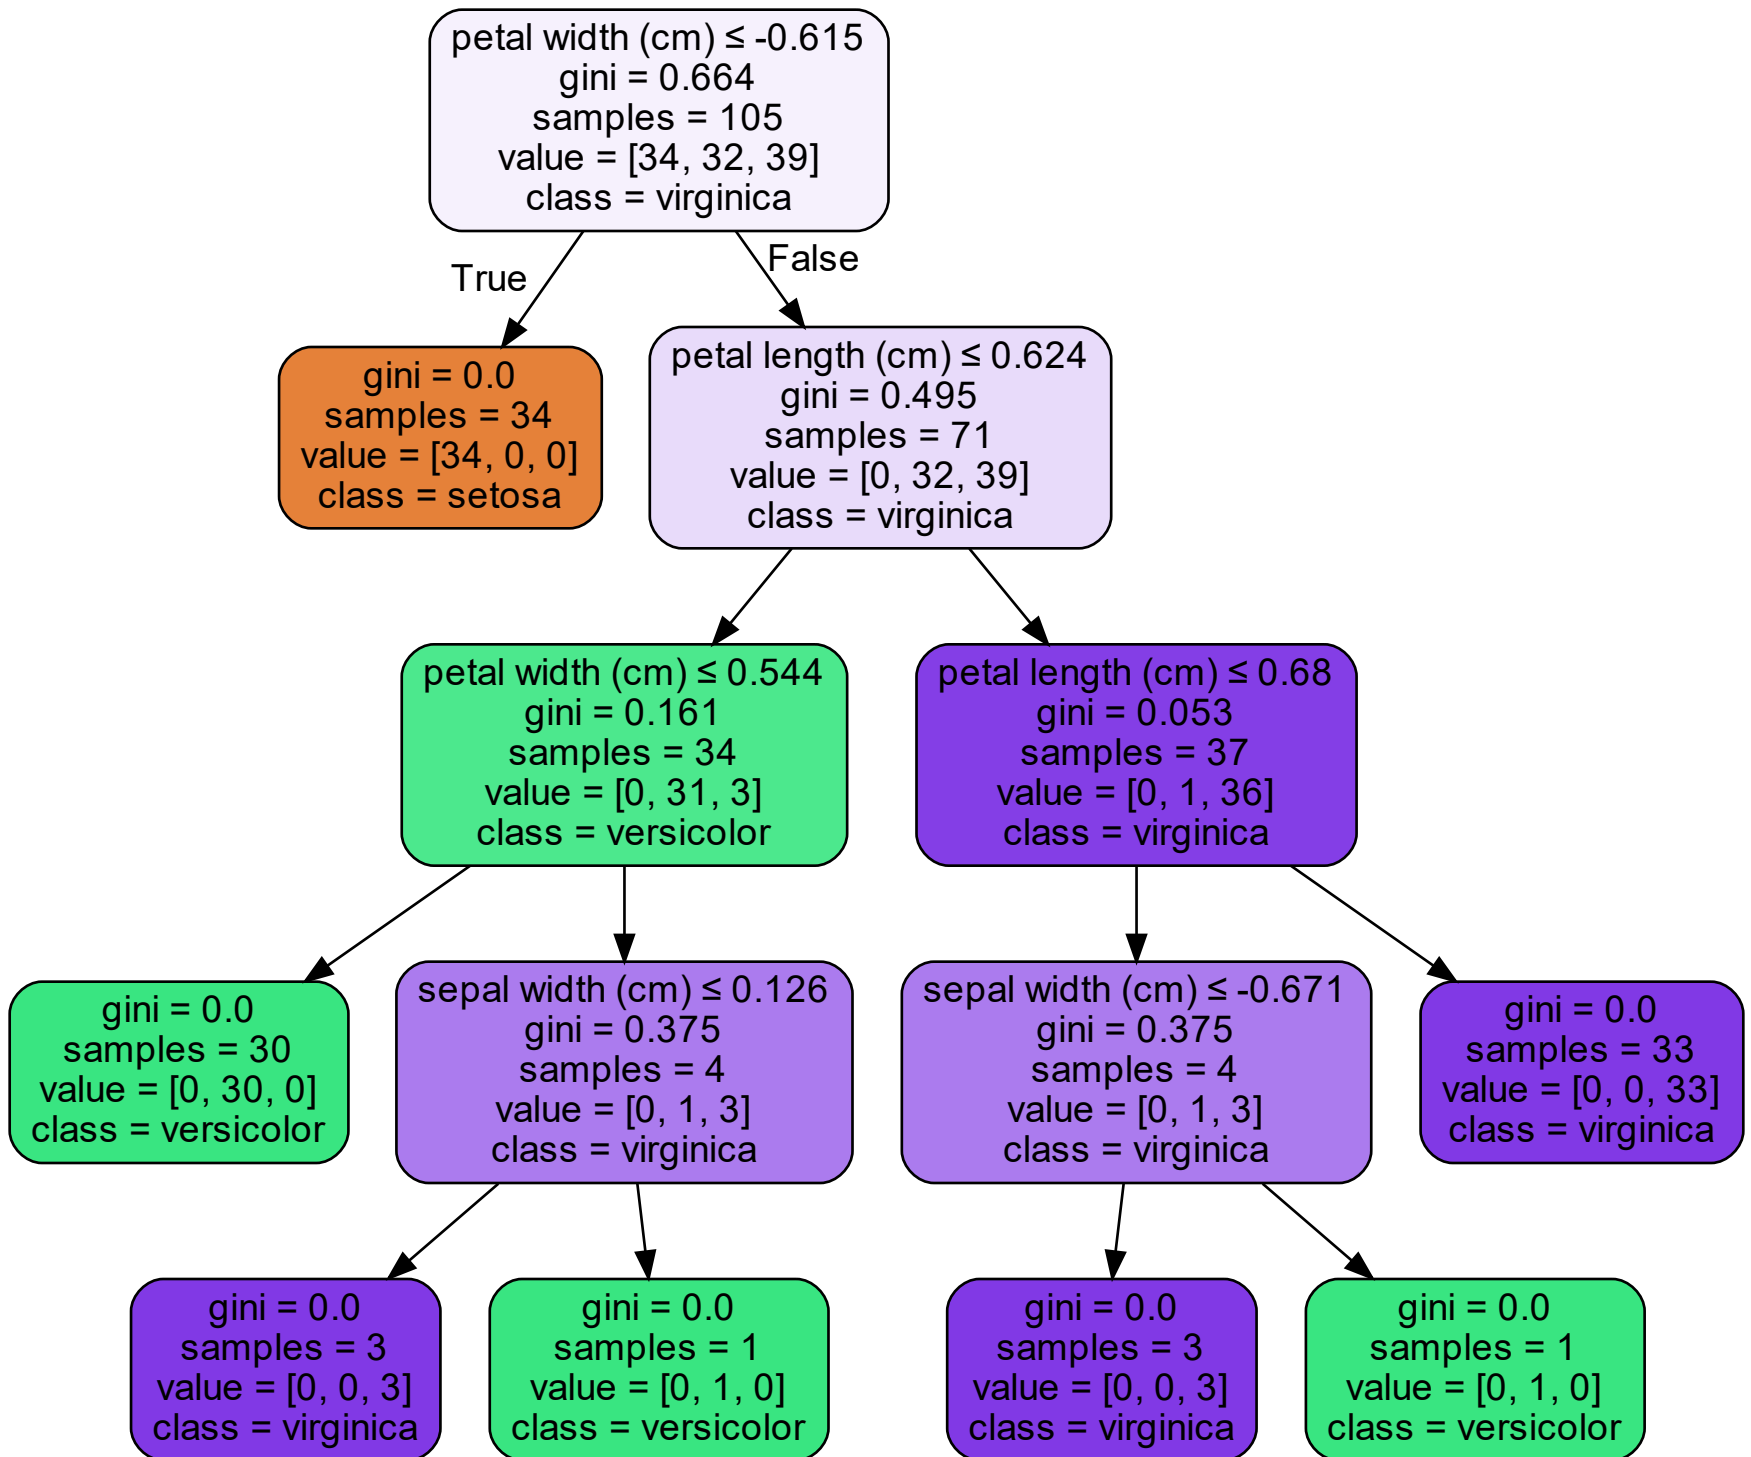 petal width (cm) ≤ -0.615
gini = 0.664
samples = 105
value = [34, 32, 39]
class = virginica
True
False
gini = 0.0
samples = 34
value = [34, 0, 0]
class = setosa
petal length (cm) ≤ 0.624
gini = 0.495
samples = 71
value = [0, 32, 39]
class = virginica
petal width (cm) ≤ 0.544
gini = 0.161
samples = 34
value = [0, 31, 3]
class = versicolor
petal length (cm) ≤ 0.68
gini = 0.053
samples = 37
value = [0, 1, 36]
class = virginica
gini = 0.0
samples = 30
value = [0, 30, 0]
class = versicolor
sepal width (cm) ≤ 0.126
gini = 0.375
samples = 4
value = [0, 1, 3]
class = virginica
sepal width (cm) ≤ -0.671
gini = 0.375
samples = 4
value = [0, 1, 3]
class = virginica
gini = 0.0
samples = 33
value = [0, 0, 33]
class = virginica
gini = 0.0
samples = 3
value = [0, 0, 3]
class = virginica
gini = 0.0
samples = 1
value = [0, 1, 0]
class = versicolor
gini = 0.0
samples = 3
value = [0, 0, 3]
class = virginica
gini = 0.0
samples = 1
value = [0, 1, 0]
class = versicolor